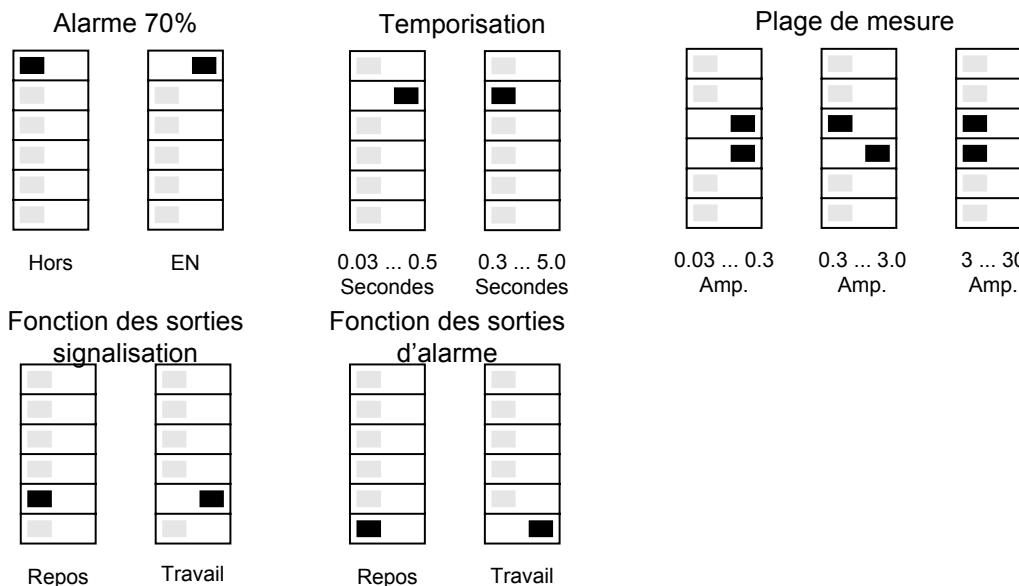 Alarme 70%
Hors
EN
Temporisation
0.03 ... 0.5
Secondes
0.3 ... 5.0
Secondes
Plage de mesure
0.03 ... 0.3
Amp.
0.3 ... 3.0
Amp.
3 ... 30
Amp.
Fonction des sorties
signalisation
Repos
Travail
Fonction des sorties
d’alarme
Repos
Travail